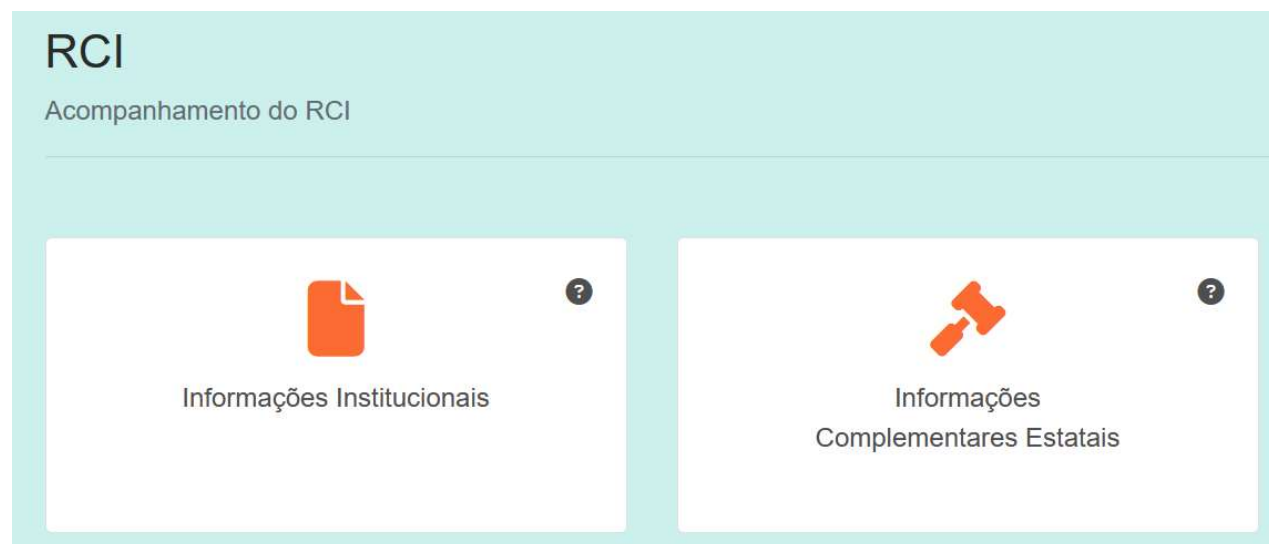 RCI
Acompanhamento do RCI
?
?
Informações Institucionais
Informações
Complementares Estatais